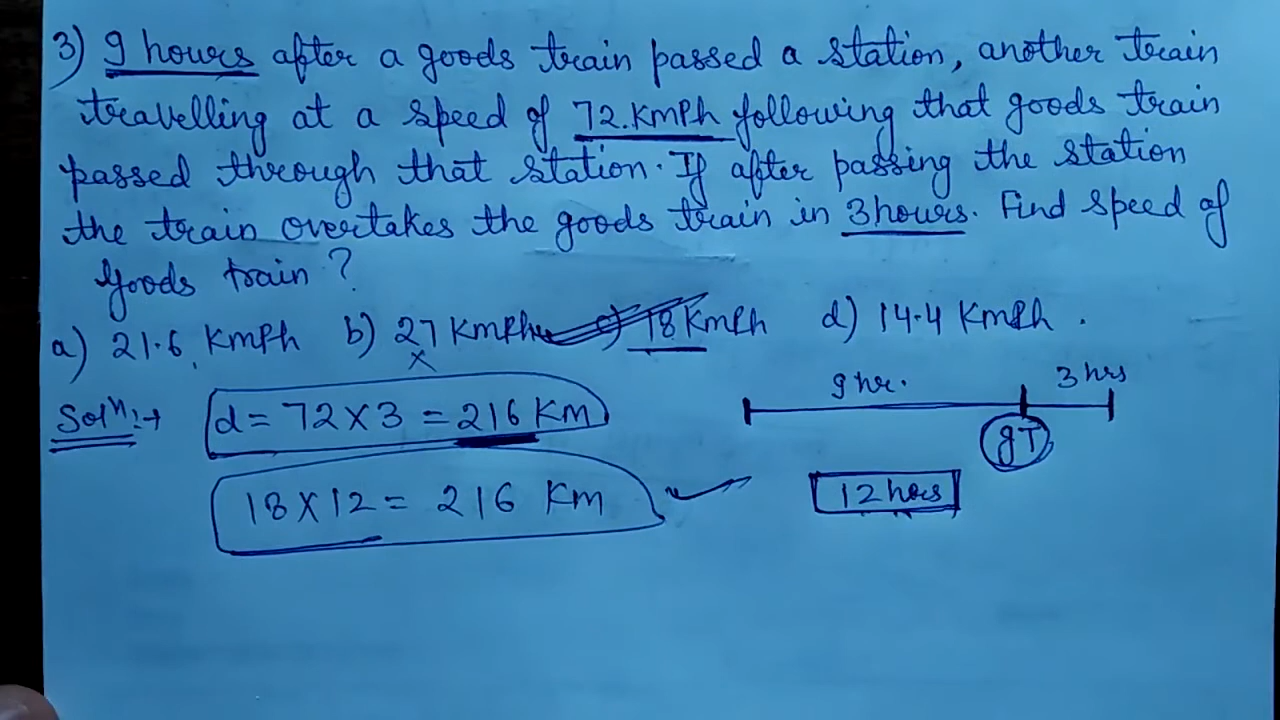 3) 9 hours after a goods train passed a station, another train
travelling at a speed of 72.KmPh following that goods train
passed through that station. If after passing the station
the train overtakes the goods train in 3 hours. Find speed of
goods train ?
a) 21.6 KmPh b) 27 KmPh c) 18 KmPh d) 14.4 KmPh .
x
9 hr. 3 hrs
Solⁿ:→ d = 72 × 3 = 216 Km
gT
18 × 12 = 216 Km ✓ 12 hrs